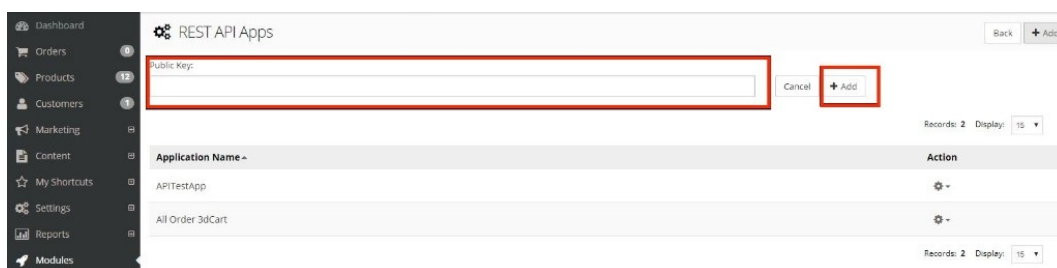 Dashboard
REST API Apps
Back
+ Add
Orders 0
Public Key:
Products 12
Cancel
+ Add
Customers 1
Marketing
Records: 2 Display: 15
Content
Application Name
Action
My Shortcuts
APITestApp
Settings
All Order 3dCart
Reports
Modules
Records: 2 Display: 15